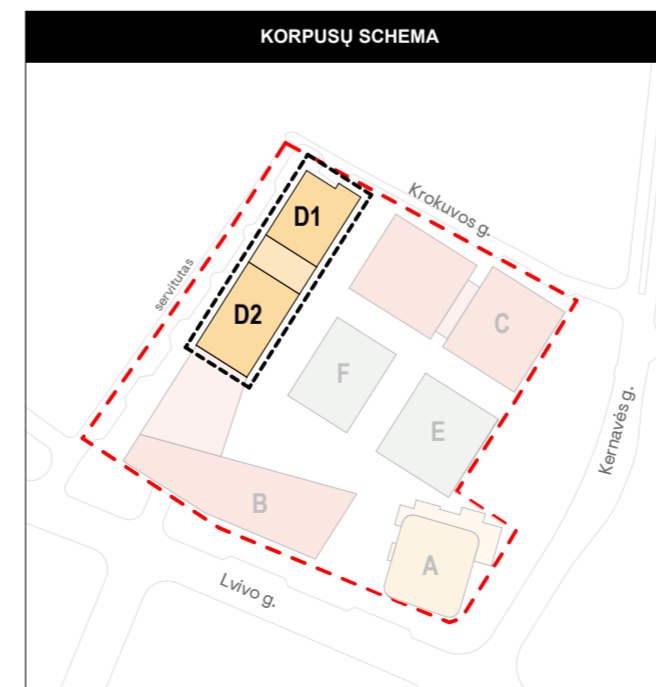 KORPUSŲ SCHEMA
Krokuvos g.
D1
servitutas
D2
C
F
E
Kernavės g.
B
A
Lvivo g.